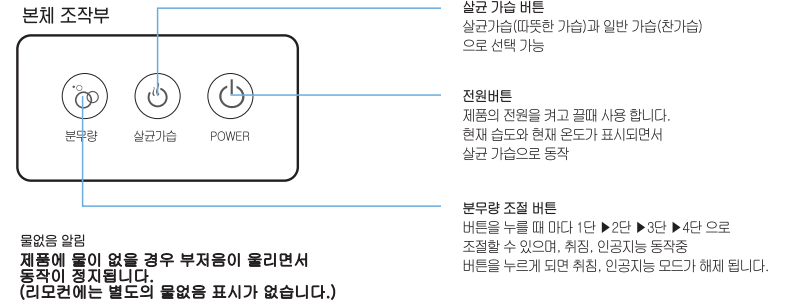 본체 조작부
분무량
살균가습
POWER
물없음 알림
제품에 물이 없을 경우 부저음이 울리면서
동작이 정지됩니다.
(리모컨에는 별도의 물없음 표시가 없습니다.)
살균 가습 버튼
살균가습(따뜻한 가습)과 일반 가습(찬가습)
으로 선택 가능
전원버튼
제품의 전원을 켜고 끌때 사용 합니다.
현재 습도와 현재 온도가 표시되면서
살균 가습으로 동작
분무량 조절 버튼
버튼을 누를 때 마다 1단 ▶2단 ▶3단 ▶4단 으로
조절할 수 있으며, 취짐, 인공지능 동작중
버튼을 누르게 되면 취침, 인공지능 모드가 해제 됩니다.